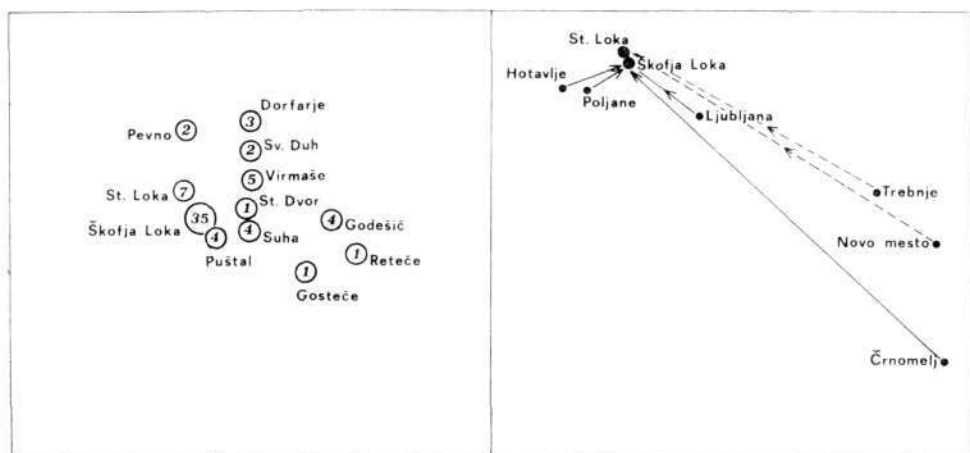 Dorfarje
3
Pevno
2
Sv. Duh
2
Virmaše
5
St. Loka
7
St. Dvor
1
Škofja Loka
35
4
Puštal
4
Suha
4
Godešič
1
Reteče
1
Gosteče
St. Loka
Škofja Loka
Hotavlje
Poljane
Ljubljana
Trebnje
Novo mesto
Črnomelj